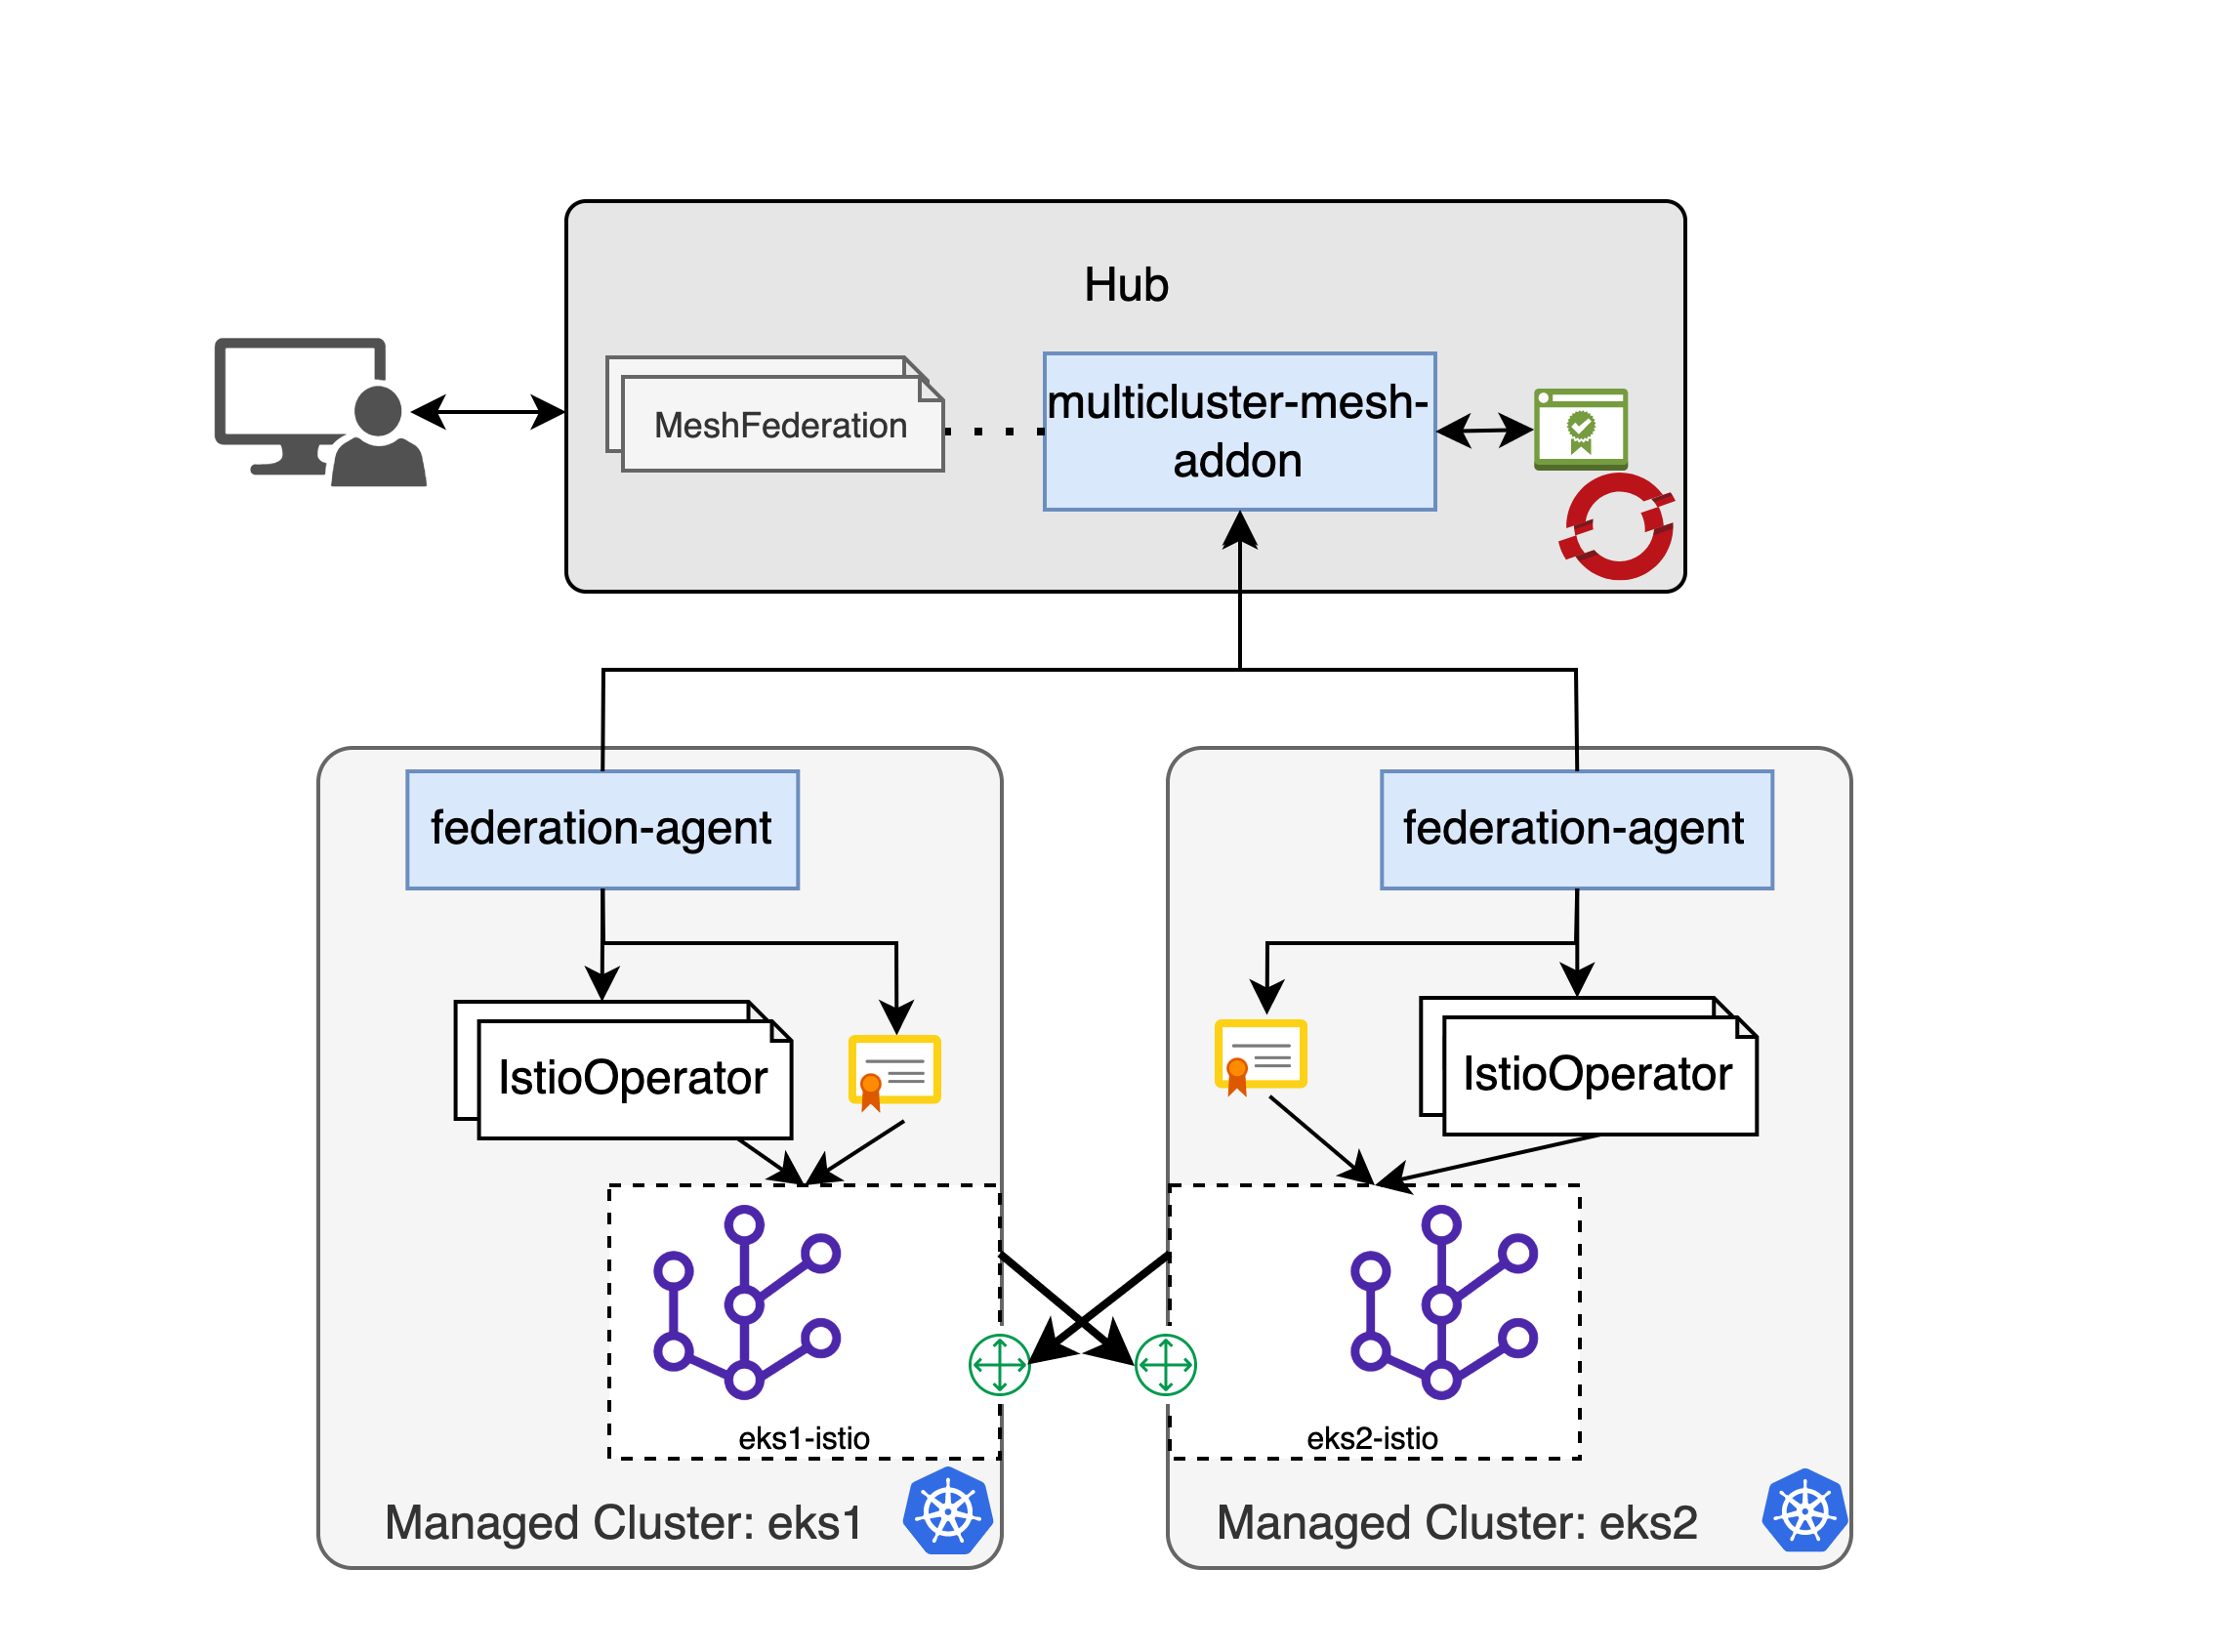 Hub
MeshFederation
multicluster-mesh-
addon
federation-agent
federation-agent
IstioOperator
IstioOperator
eks1-istio
eks2-istio
Managed Cluster: eks1
Managed Cluster: eks2